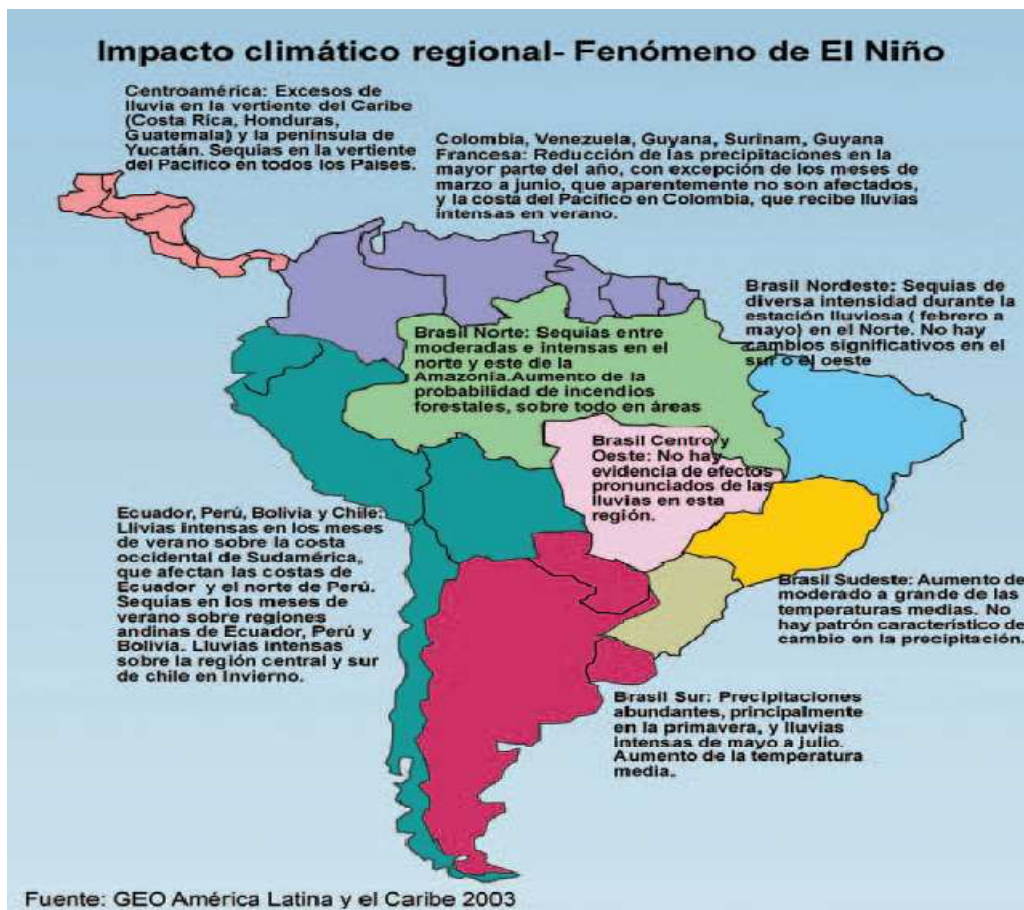 Impacto climático regional- Fenómeno de El Niño
Centroamérica: Excesos de
lluvia en la vertiente del Caribe
(Costa Rica, Honduras,
Guatemala) y la península de
Yucatán. Sequías en la vertiente
del Pacífico en todos los Países.
Colombia, Venezuela, Guyana, Surinam, Guyana
Francesa: Reducción de las precipitaciones en la
mayor parte del año, con excepción de los meses de
marzo a junio, que aparentemente no son afectados,
y la costa del Pacífico en Colombia, que recibe lluvias
intensas en verano.
Brasil Nordeste: Sequías de
diversa intensidad durante la
estación lluviosa ( febrero a
mayo) en el Norte. No hay
cambios significativos en el
sur o el oeste
Brasil Norte: Sequías entre
moderadas e intensas en el
norte y este de la
Amazonía.Aumento de la
probabilidad de incendios
forestales, sobre todo en áreas
Brasil Centro y
Oeste: No hay
evidencia de efectos
pronunciados de las
lluvias en esta
región.
Ecuador, Perú, Bolivia y Chile:
Llivias intensas en los meses
de verano sobre la costa
occidental de Sudamérica,
que afectan las costas de
Ecuador y el norte de Perú.
Sequías en los meses de
verano sobre regiones
andinas de Ecuador, Perú y
Bolivia. Lluvias intensas
sobre la región central y sur
de chile en Invierno.
Brasil Sudeste: Aumento de
moderado a grande de las
temperaturas medias. No
hay patrón característico de
cambio en la precipitación.
Brasil Sur: Precipitaciones
abundantes, principalmente
en la primavera, y lluvias
intensas de mayo a julio.
Aumento de la temperatura
media.
Fuente: GEO América Latina y el Caribe 2003